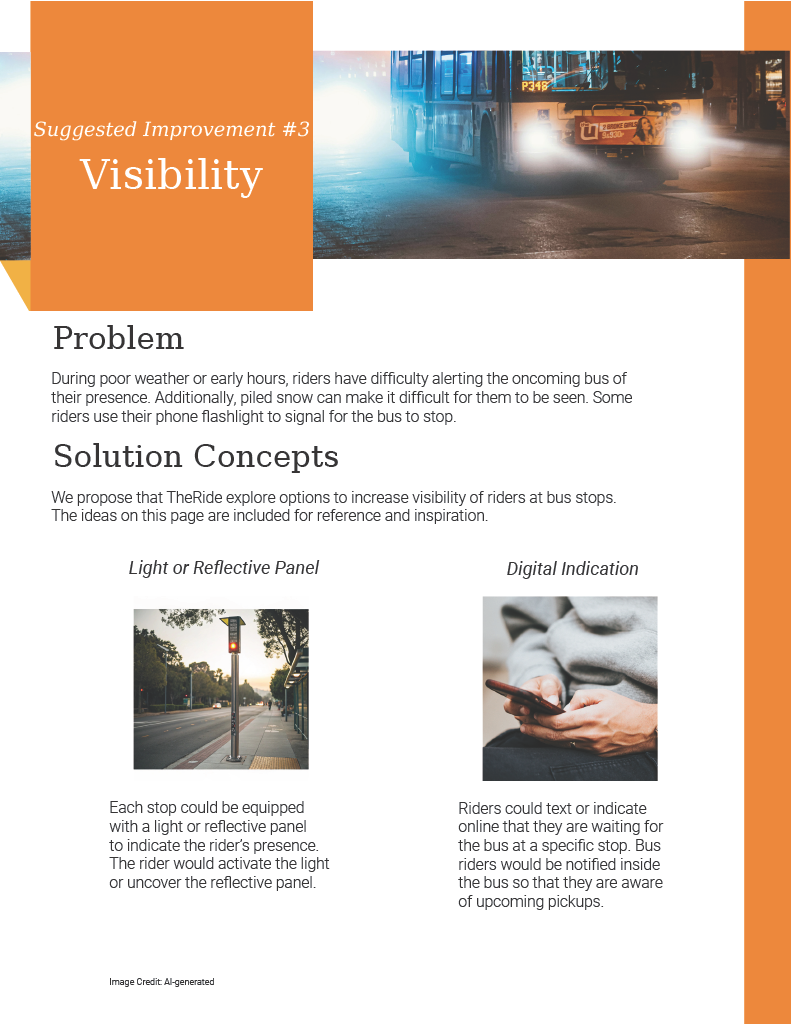 P348
Suggested Improvement #3
Visibility
Problem
During poor weather or early hours, riders have difficulty alerting the oncoming bus of
their presence. Additionally, piled snow can make it difficult for them to be seen. Some
riders use their phone flashlight to signal for the bus to stop.
Solution Concepts
We propose that TheRide explore options to increase visibility of riders at bus stops.
The ideas on this page are included for reference and inspiration.
Light or Reflective Panel
Digital Indication
Each stop could be equipped
with a light or reflective panel
to indicate the rider’s presence.
The rider would activate the light
or uncover the reflective panel.
Riders could text or indicate
online that they are waiting for
the bus at a specific stop. Bus
riders would be notified inside
the bus so that they are aware
of upcoming pickups.
Image Credit: AI-generated